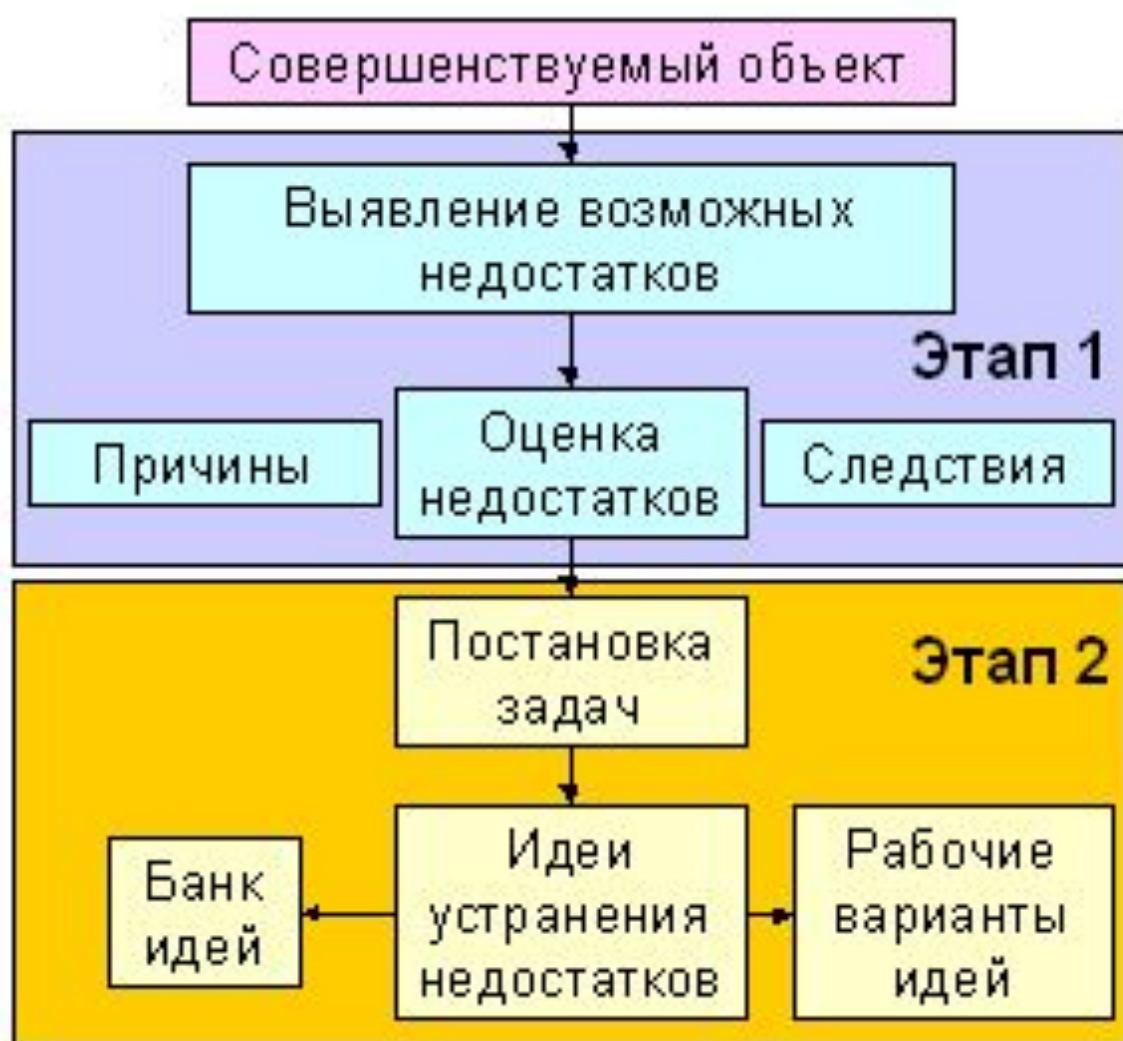 Совершенствуемый объект
Выявление возможных
недостатков
Этап 1
Причины
Оценка
недостатков
Следствия
Постановка
задач
Этап 2
Банк
идей
Идеи
устранения
недостатков
Рабочие
варианты
идей